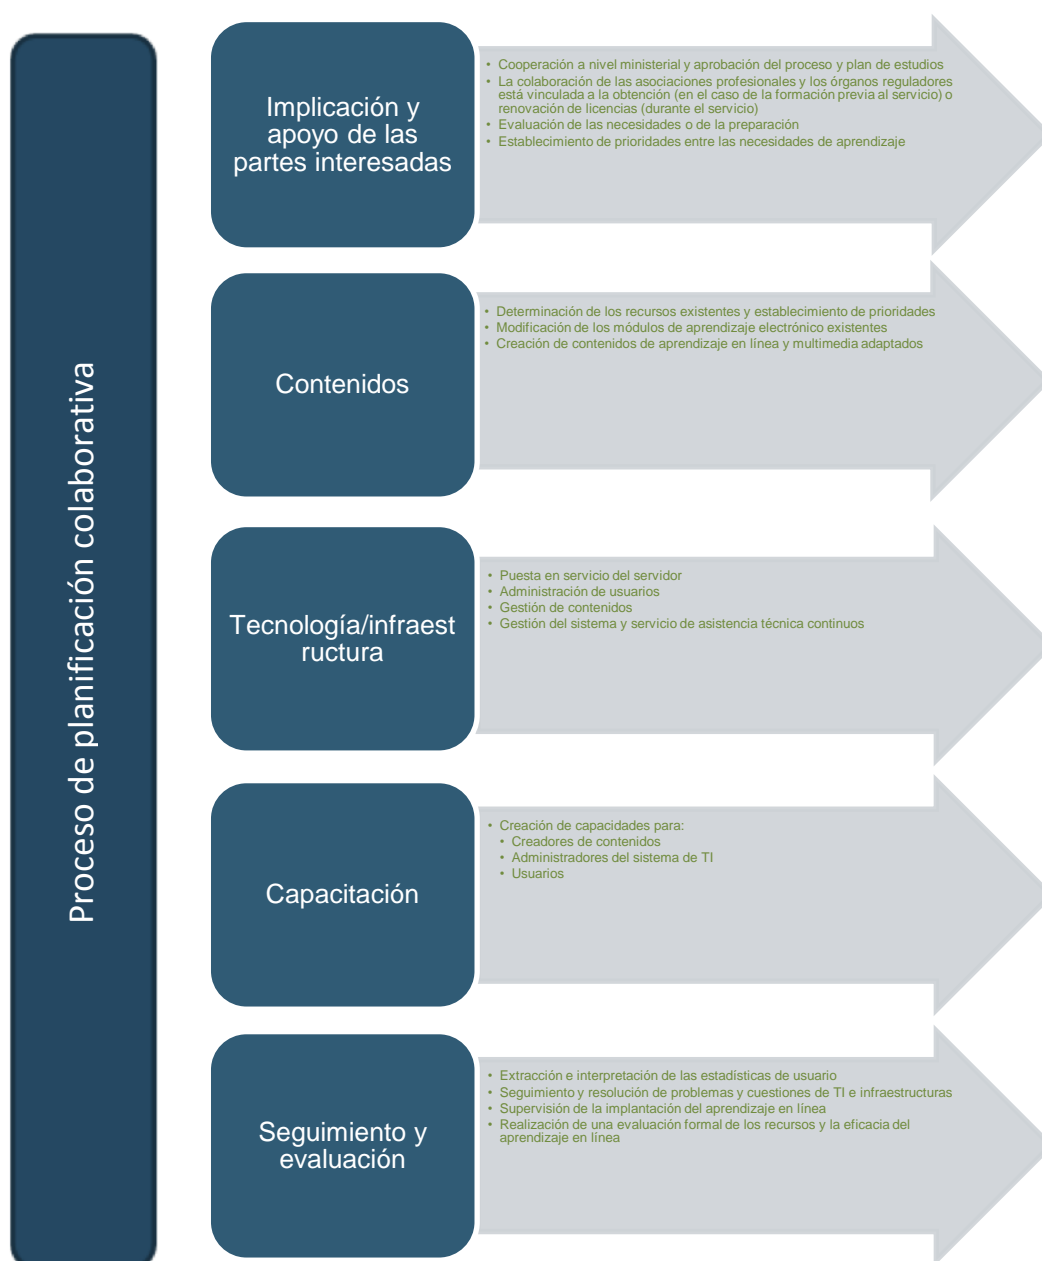 Proceso de planificación colaborativa
Implicación y
apoyo de las
partes interesadas
• Cooperación a nivel ministerial y aprobación del proceso y plan de estudios
• La colaboración de las asociaciones profesionales y los órganos reguladores
está vinculada a la obtención (en el caso de la formación previa al servicio) o
renovación de licencias (durante el servicio)
• Evaluación de las necesidades o de la preparación
• Establecimiento de prioridades entre las necesidades de aprendizaje
Contenidos
• Determinación de los recursos existentes y establecimiento de prioridades
• Modificación de los módulos de aprendizaje electrónico existentes
• Creación de contenidos de aprendizaje en línea y multimedia adaptados
Tecnología/infraest
ructura
• Puesta en servicio del servidor
• Administración de usuarios
• Gestión de contenidos
• Gestión del sistema y servicio de asistencia técnica continuos
Capacitación
• Creación de capacidades para:
• Creadores de contenidos
• Administradores del sistema de TI
• Usuarios
Seguimiento y
evaluación
• Extracción e interpretación de las estadísticas de usuario
• Seguimiento y resolución de problemas y cuestiones de TI e infraestructuras
• Supervisión de la implantación del aprendizaje en línea
• Realización de una evaluación formal de los recursos y la eficacia del
aprendizaje en línea